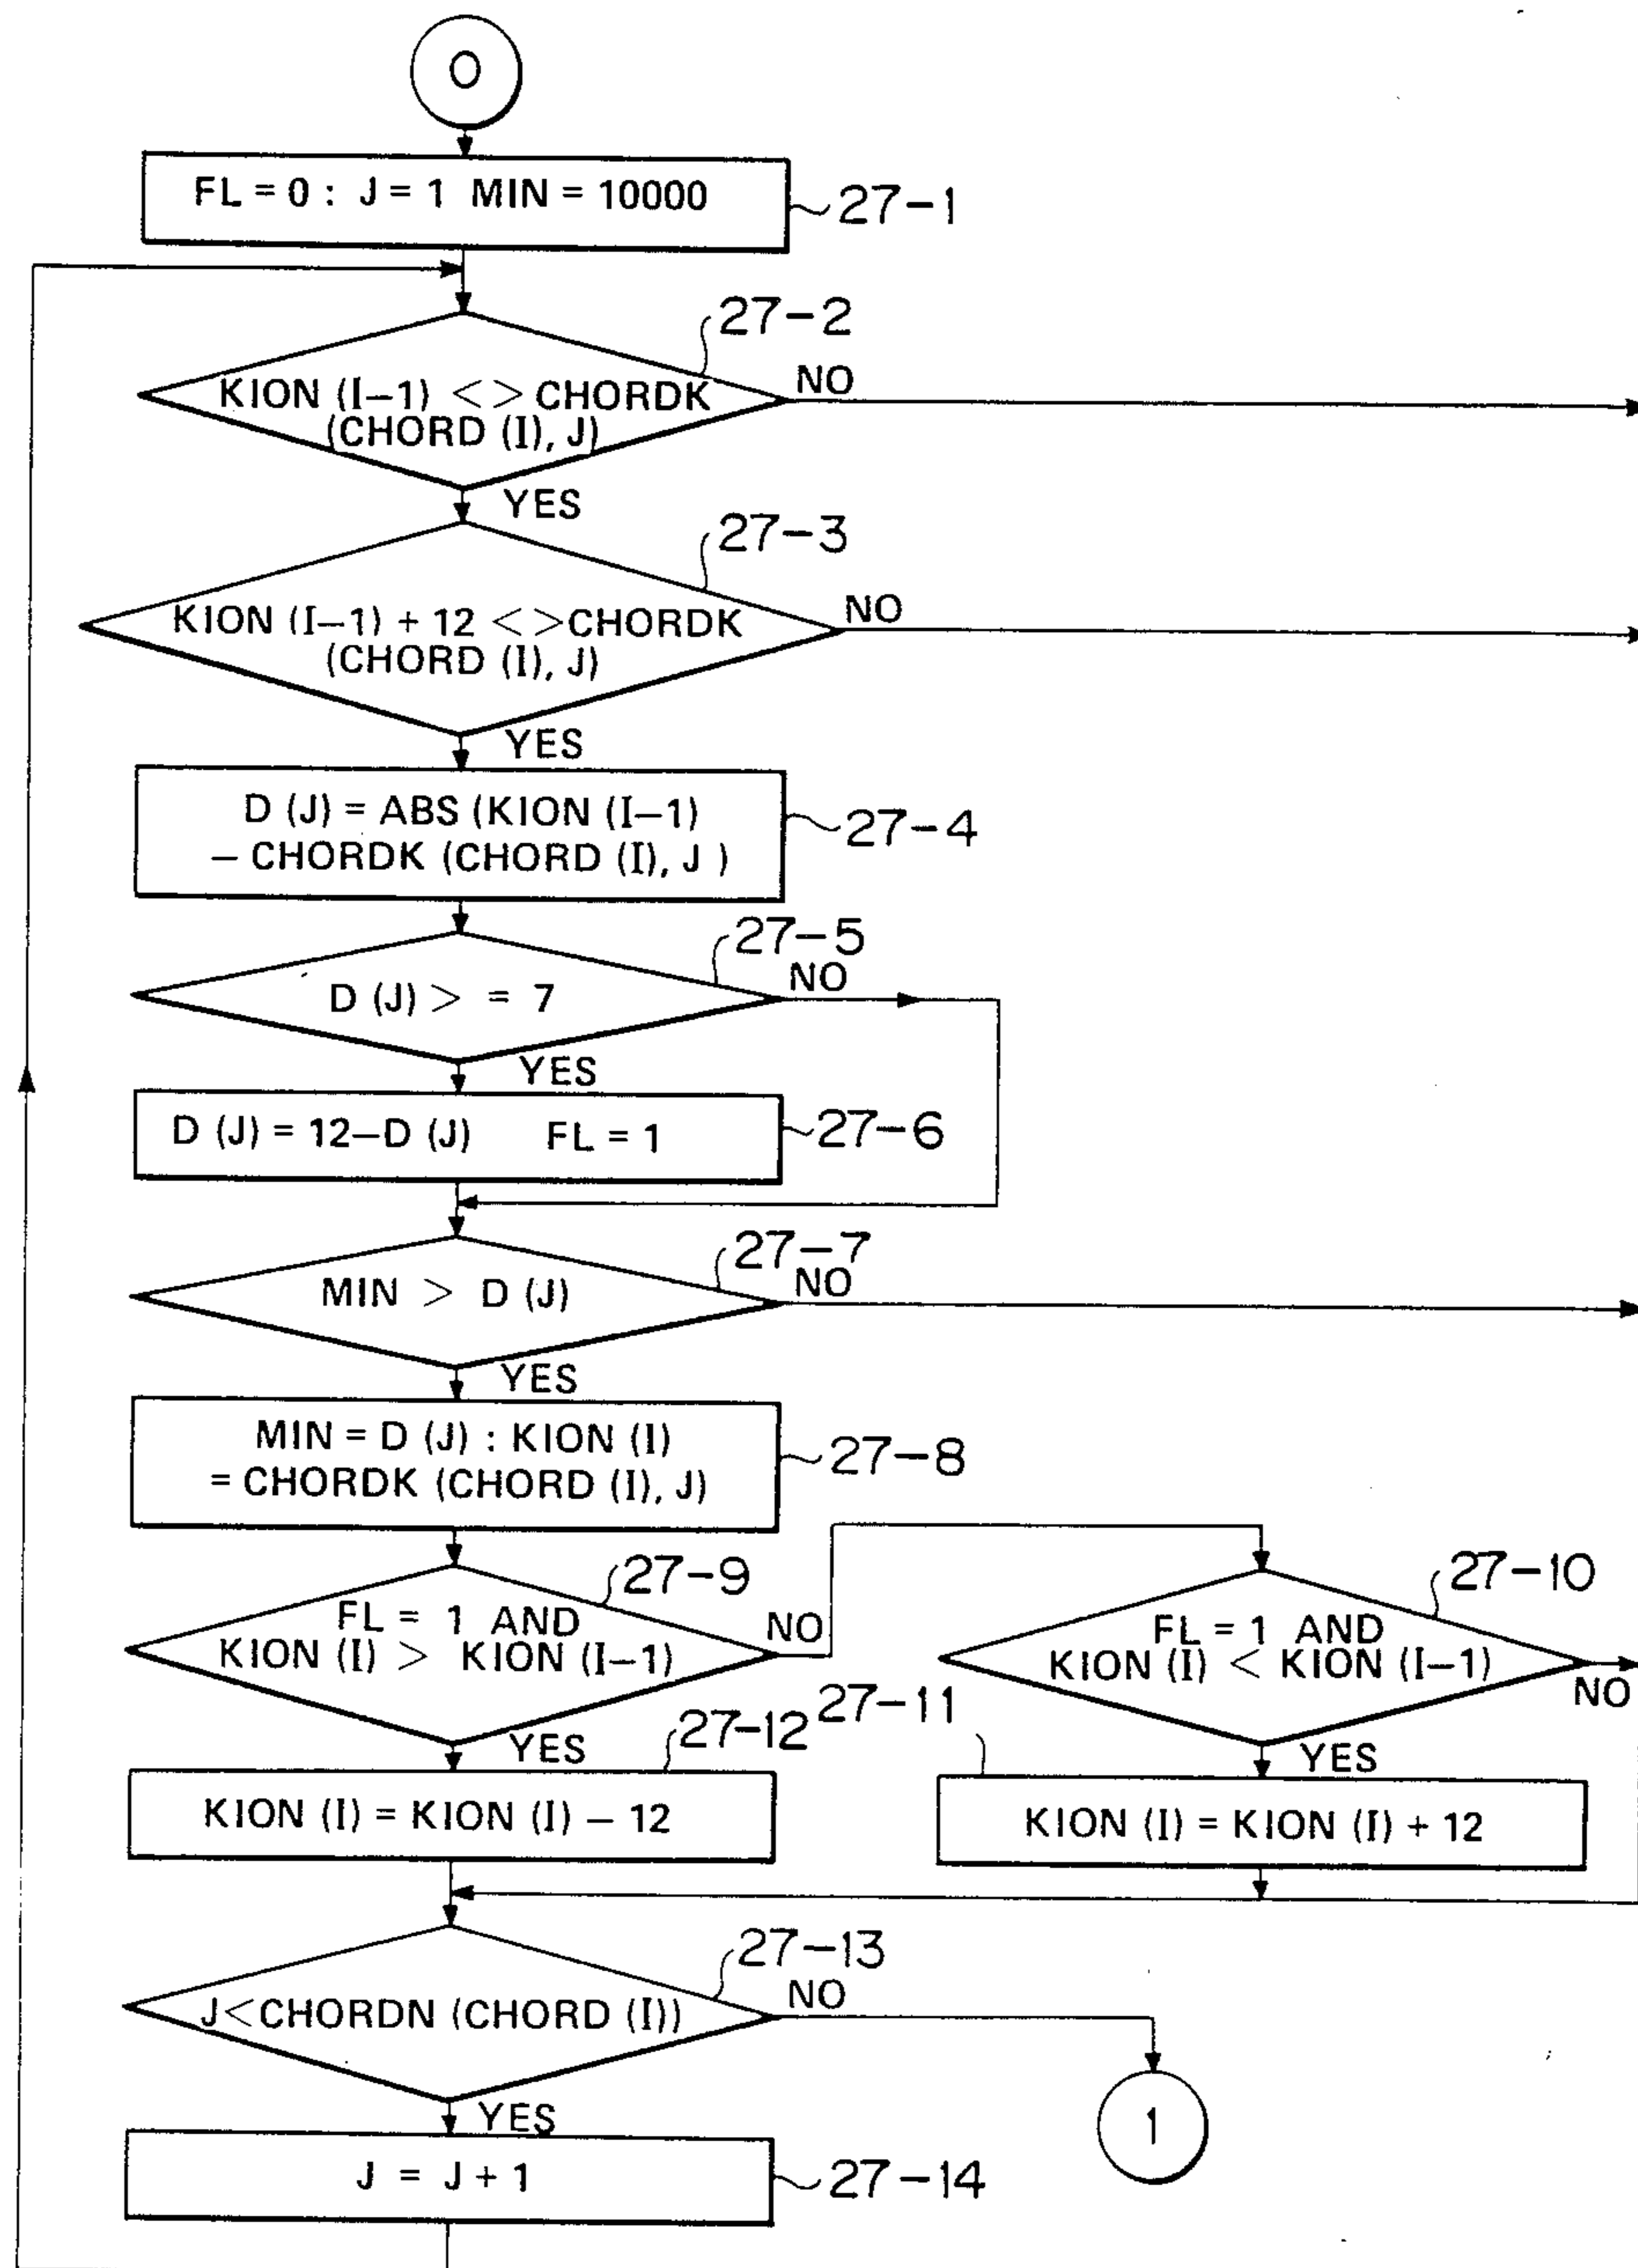 O
FL = 0 : J = 1 MIN = 10000
27-1
27-2
KION (I-1) < > CHORDK
(CHORD (I), J)
NO
YES
27-3
KION (I-1) + 12 < >CHORDK
(CHORD (I), J)
NO
YES
D (J) = ABS (KION (I-1)
- CHORDK (CHORD (I), J )
27-4
27-5
D (J) > = 7
NO
YES
D (J) = 12-D (J) FL = 1
27-6
27-7
MIN > D (J)
NO
YES
MIN = D (J) : KION (I)
= CHORDK (CHORD (I), J)
27-8
27-9
FL = 1 AND
KION (I) > KION (I-1)
NO
YES
27-10
FL = 1 AND
KION (I) < KION (I-1)
NO
YES
27-12
KION (I) = KION (I) - 12
27-11
KION (I) = KION (I) + 12
27-13
J<CHORDN (CHORD (I))
NO
YES
1
J = J + 1
27-14